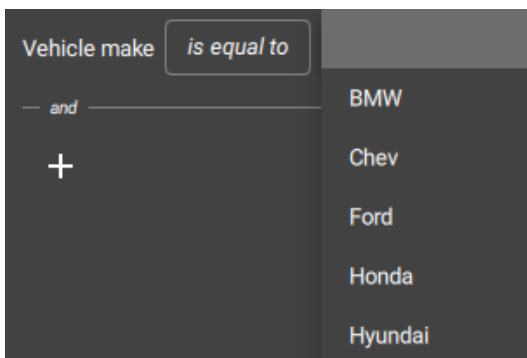 Vehicle make is equal to
BMW
and
Chev
Ford
Honda
Hyundai